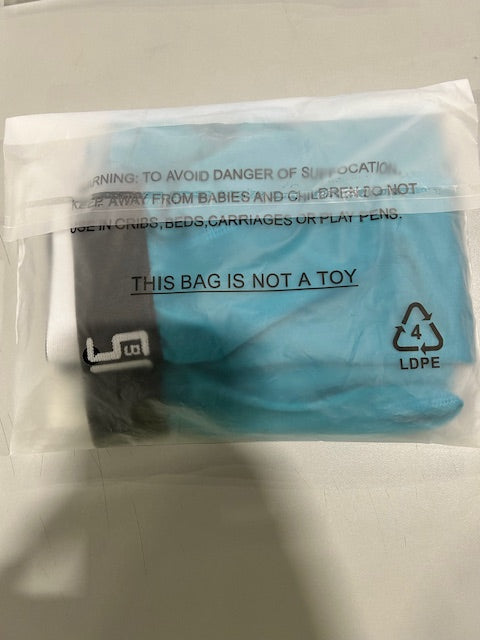 WARNING: TO AVOID DANGER OF SUFFOCATION,
KEEP AWAY FROM BABIES AND CHILDREN DO NOT
USE IN CRIBS, BEDS,CARRIAGES OR PLAY PENS.
THIS BAG IS NOT A TOY
4
LDPE